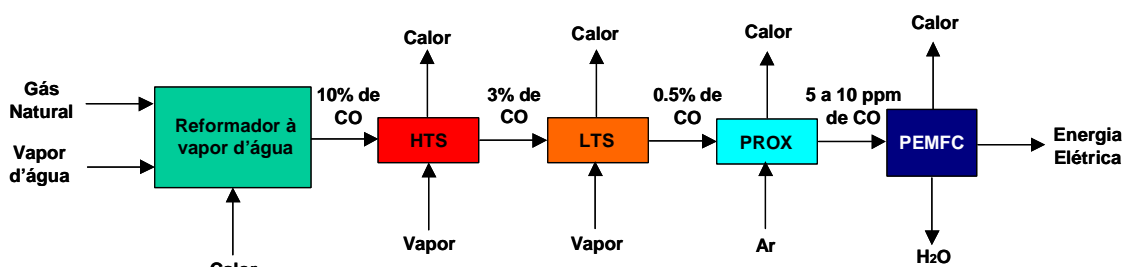 Gás
Natural
Vapor
d'água
Reformador à
vapor d'água
Calor
10% de
CO
Calor
HTS
Vapor
3% de
CO
Calor
LTS
Vapor
0.5% de
CO
Calor
PROX
Ar
5 a 10 ppm
de CO
Calor
PEMFC
H₂O
Energia
Elétrica